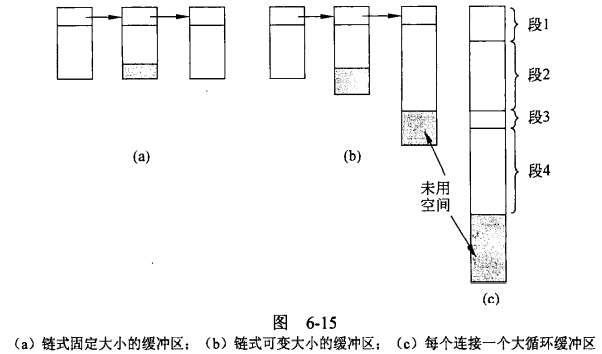 段1
段2
段3
段4
(a)
(b)
未用
空间
(c)
图 6-15
(a)链式固定大小的缓冲区；(b)链式可变大小的缓冲区；(c)每个连接一个大循环缓冲区